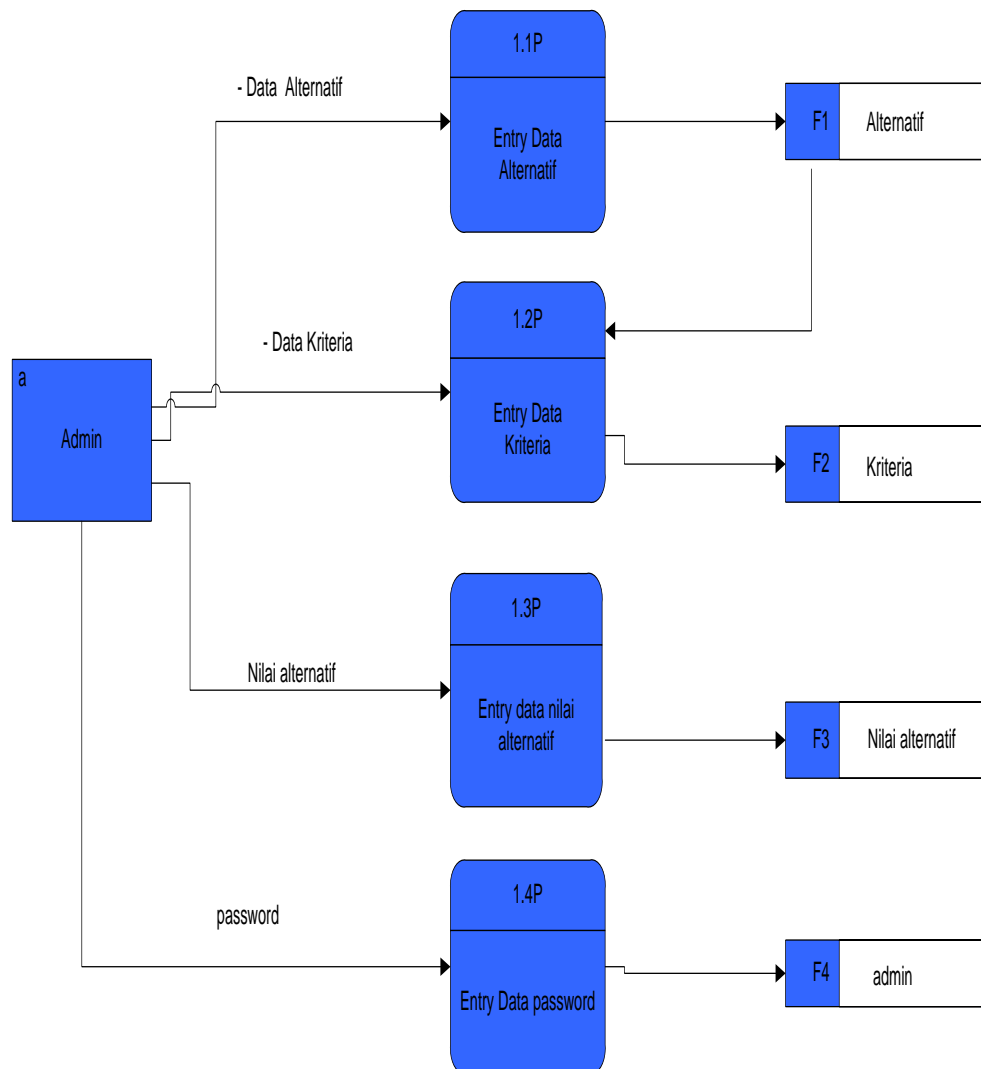 1.1P
- Data Alternatif
F1
Alternatif
Entry Data
Alternatif
1.2P
- Data Kriteria
a
Entry Data
Kriteria
Admin
F2
Kriteria
1.3P
Nilai alternatif
Entry data nilai
alternatif
F3
Nilai alternatif
1.4P
password
F4
admin
Entry Data password